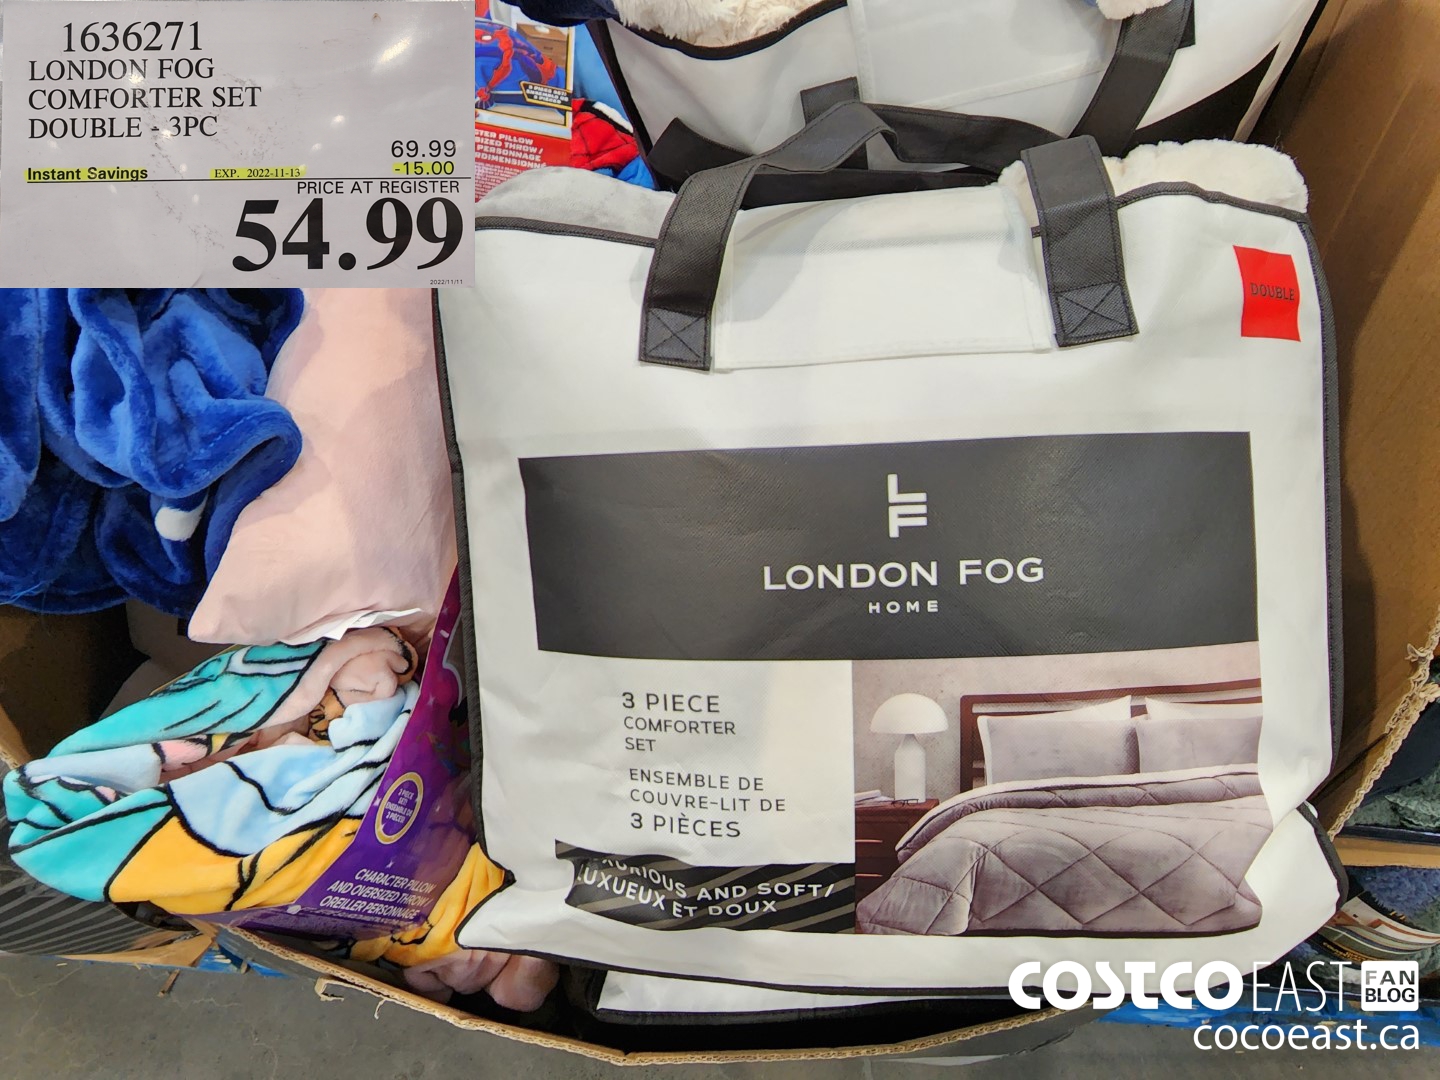 1636271
LONDON FOG
COMFORTER SET
DOUBLE - 3PC
69.99
Instant Savings EXP. 2022-11-13 -15.00
PRICE AT REGISTER
54.99
2022/11/11
DOUBLE
LF
LONDON FOG
HOME
3 PIECE
COMFORTER
SET
ENSEMBLE DE
COUVRE-LIT DE
3 PIÈCES
AND SOFT/
LUXUEUX ET DOUX
CHARACTER PILLOW
AND OVERSIZED THROW/
OREILLER PERSONNAGE
COSTCO EAST FAN
BLOG
cocoeast.ca